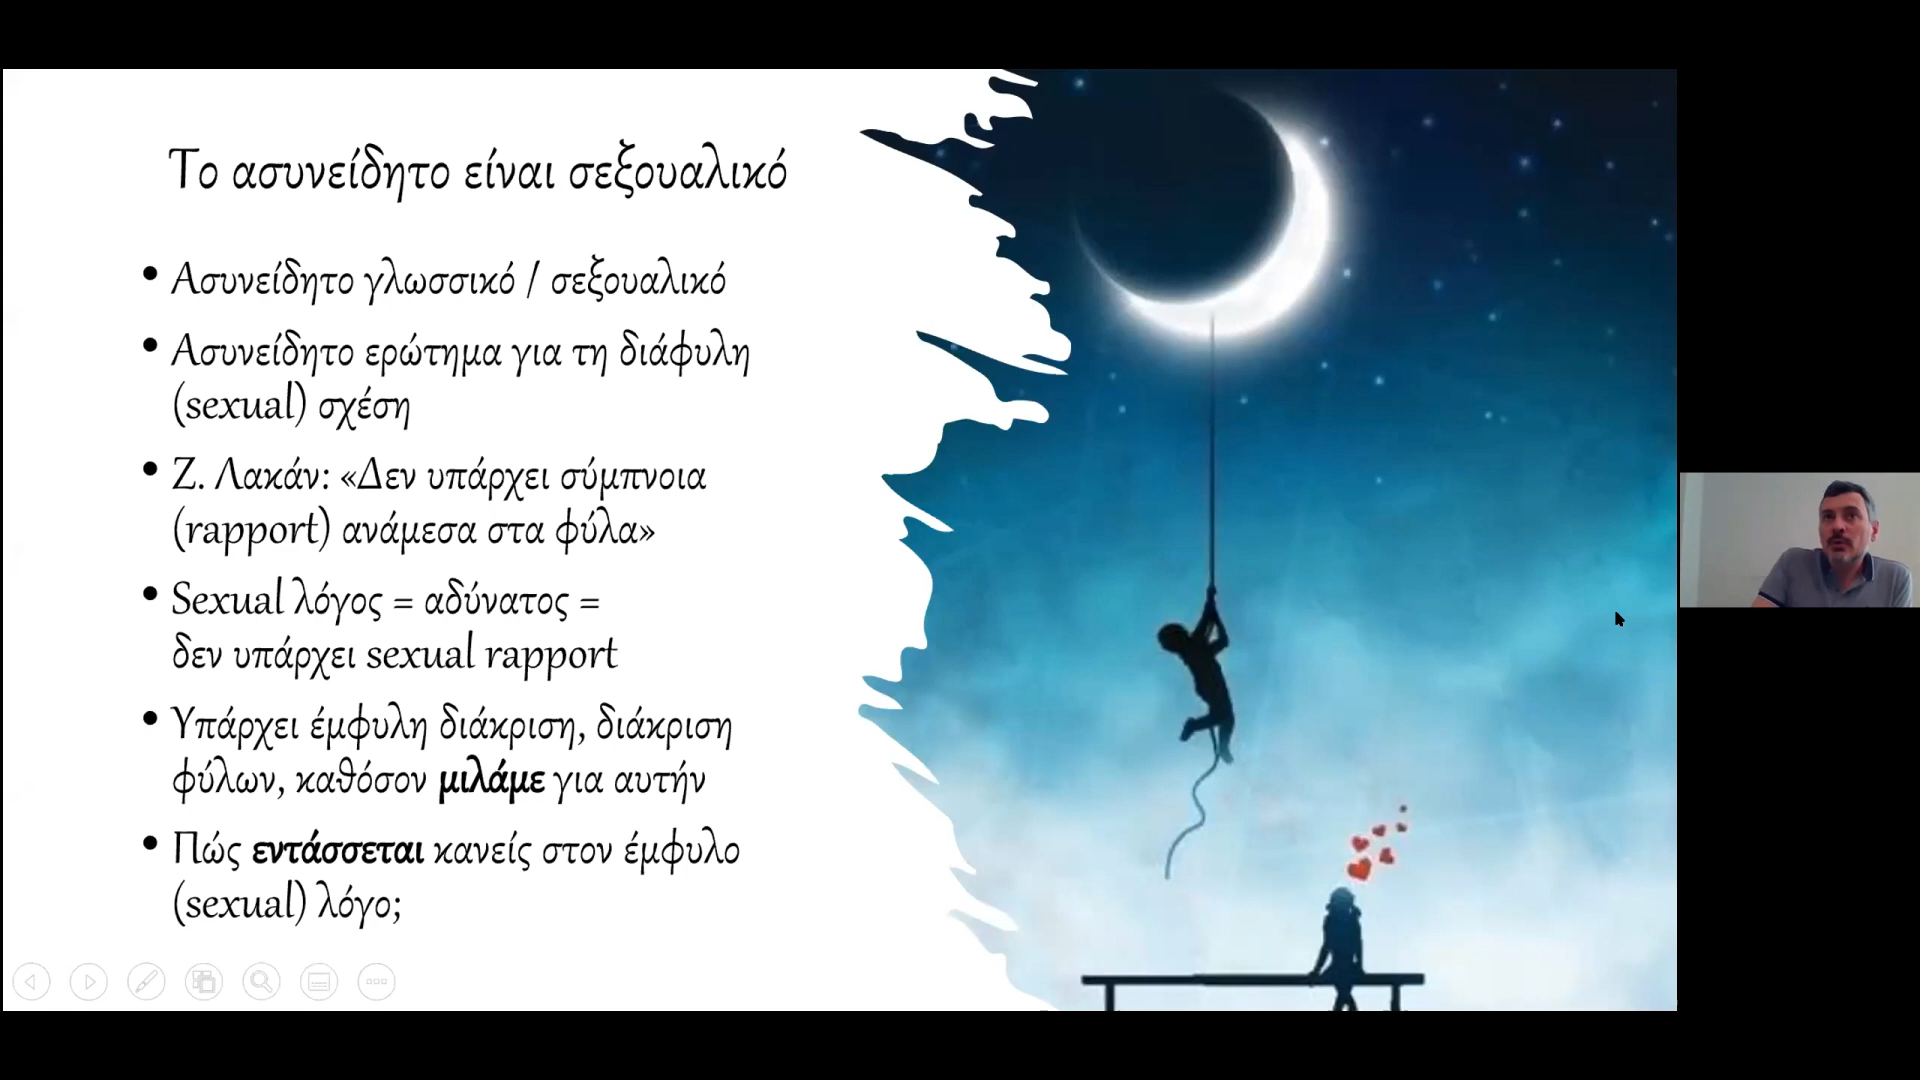 Το ασυνείδητο είναι σεξουαλικό
• Ασυνείδητο γλωσσικό / σεξουαλικό
• Ασυνείδητο ερώτημα για τη διάφυλη
(sexual) σχέση
• Ζ. Λακάν: «Δεν υπάρχει σύμπνοια
(rapport) ανάμεσα στα φύλα»
• Sexual λόγος = αδύνατος =
δεν υπάρχει sexual rapport
• Υπάρχει έμφυλη διάκριση, διάκριση
φύλων, καθόσον μιλάμε για αυτήν
• Πώς εντάσσεται κανείς στον έμφυλο
(sexual) λόγο;